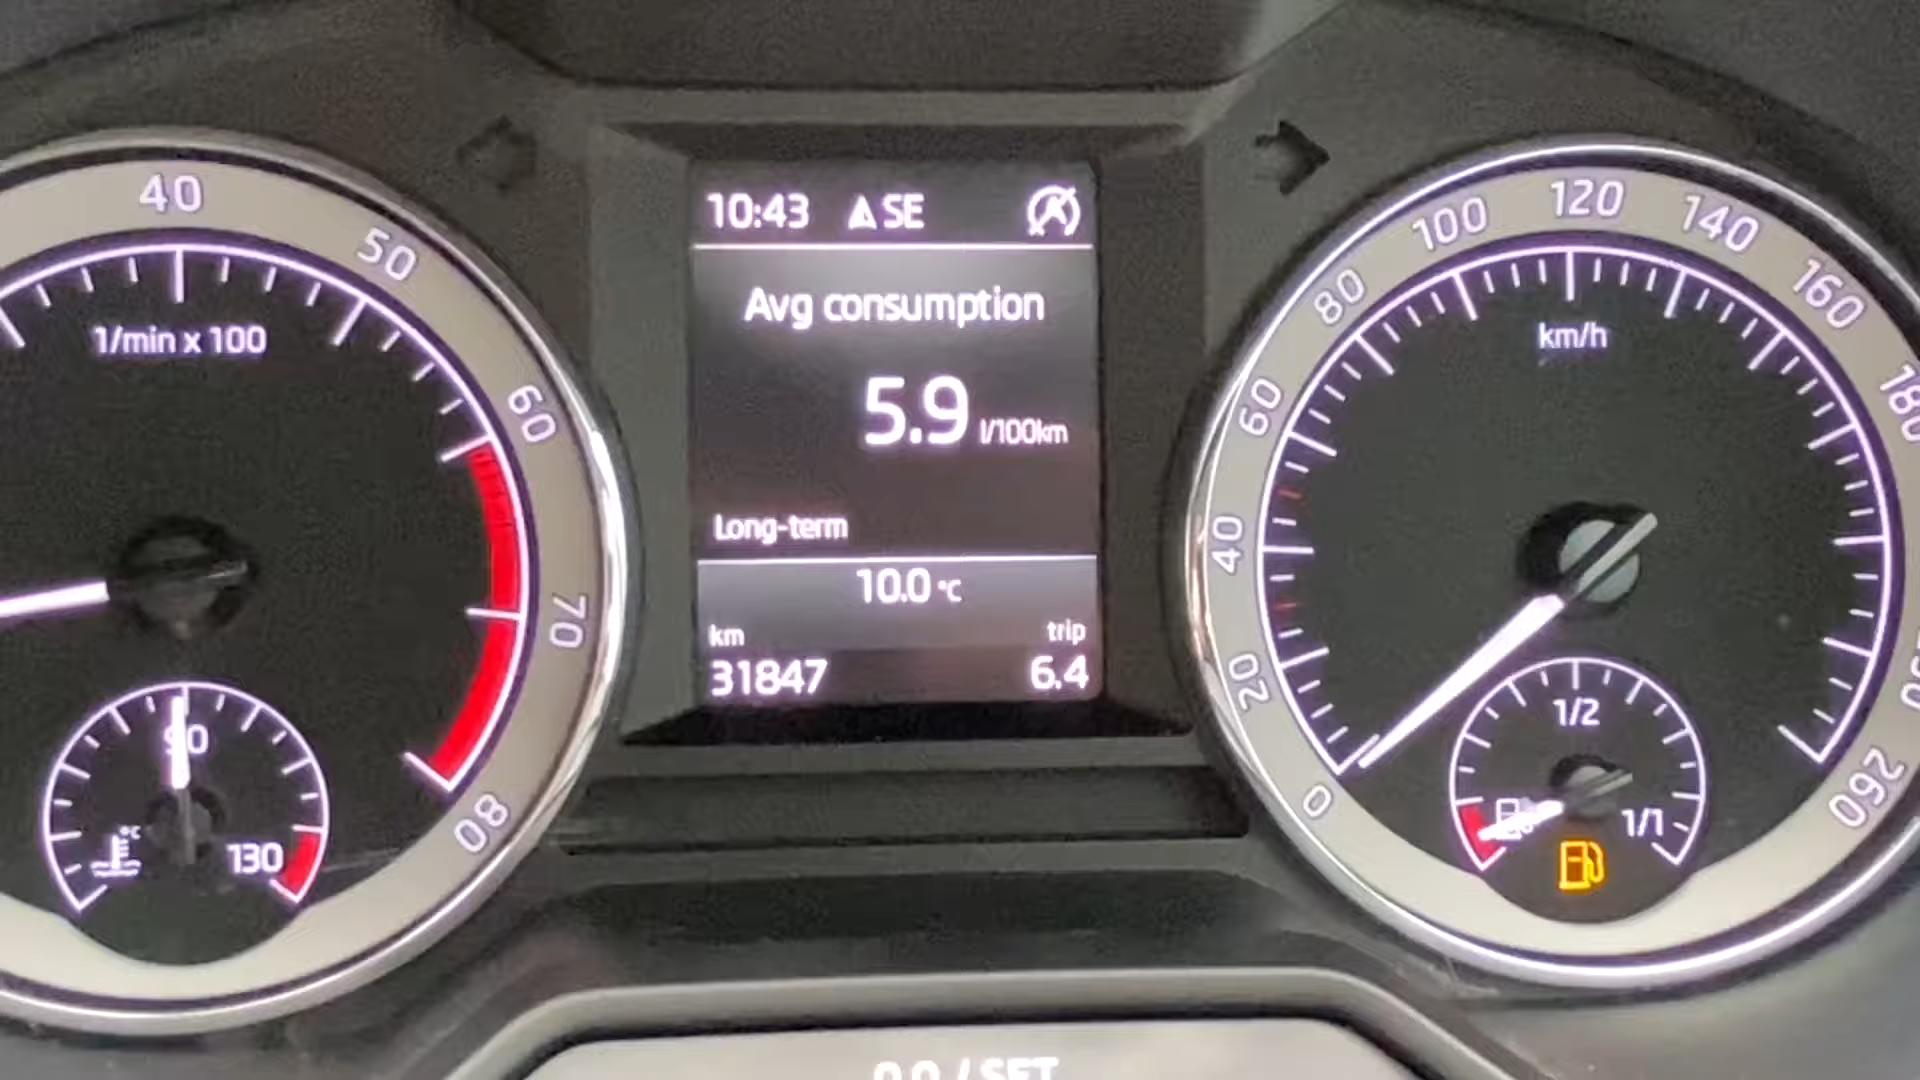 40
50
60
70
80
1/min x 100
90
°C
130
10:43 ▲SE
Avg consumption
5.9 l/100km
Long-term
10.0 °C
km trip
31847 6.4
0
20
40
60
80
100
120
140
160
180
260
km/h
1/2
1/1
0.0 / SET